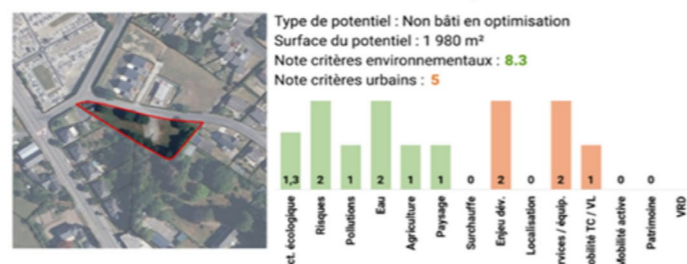 Type de potentiel : Non bâti en optimisation
Surface du potentiel : 1 980 m²
Note critères environnementaux : 8.3
Note critères urbains : 5
1,3 2 1 2 1 1 0 2 0 2 1 0 0
ct. écologique
Risques
Pollutions
Eau
Agriculture
Paysage
Surchauffe
Enjeu dév.
Localisation
rvices / équip.
obilité TC / VL
Mobilité active
Patrimoine
VRD